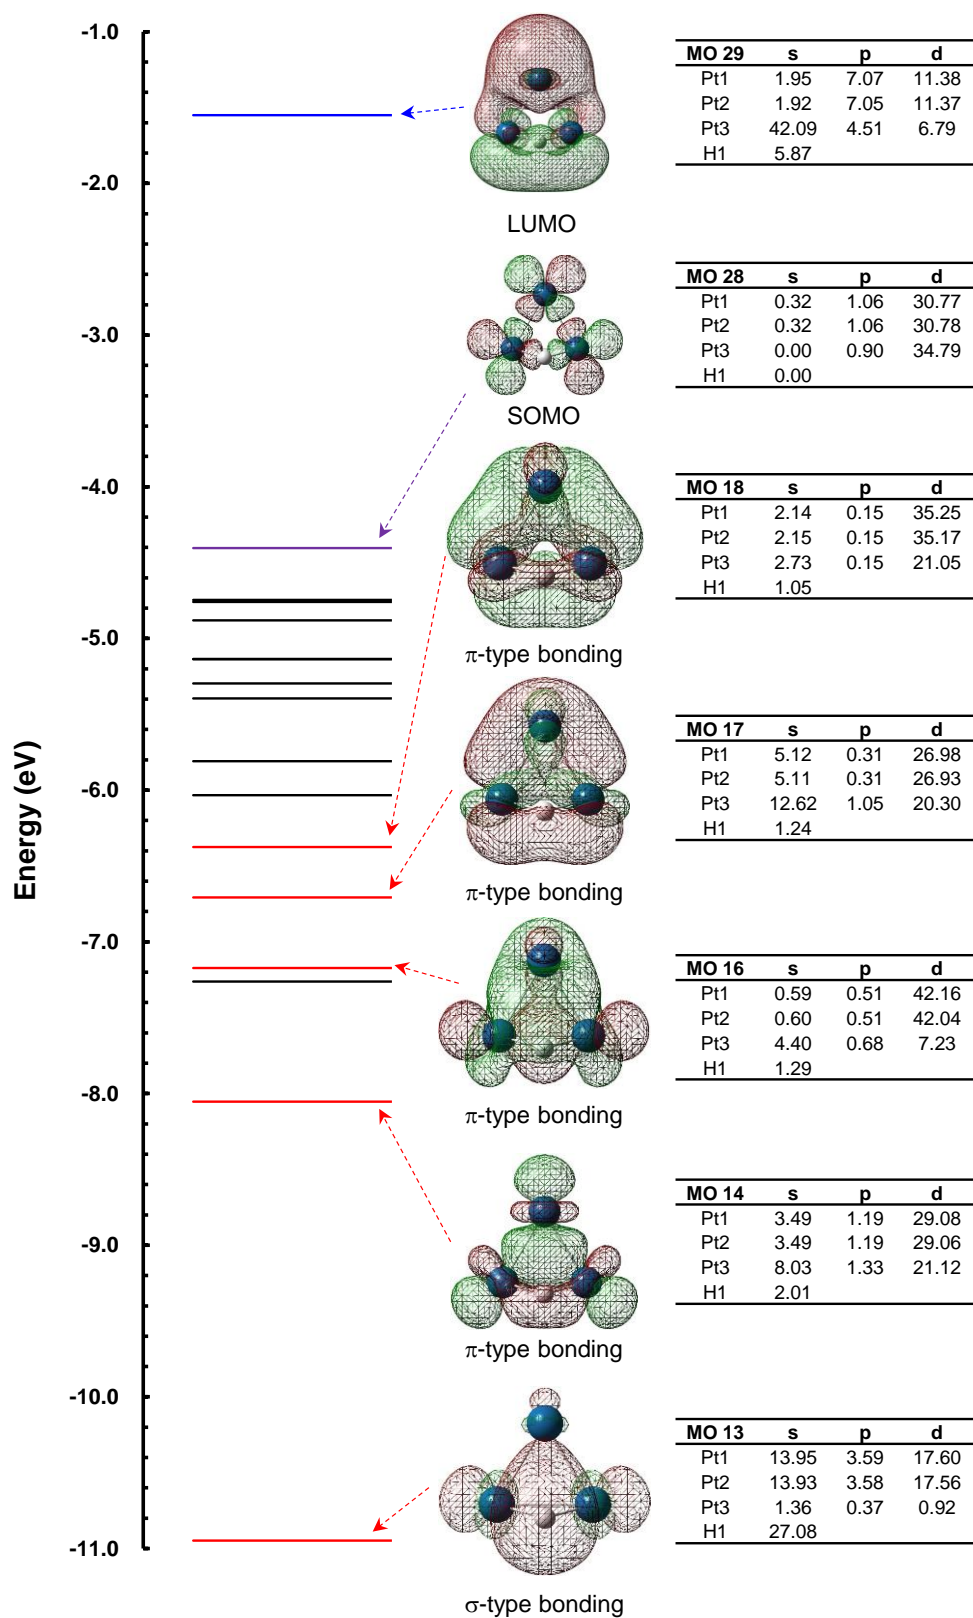 -1.0
-2.0
-3.0
-4.0
-5.0
-6.0
-7.0
-8.0
-9.0
-10.0
-11.0
Energy (eV)
LUMO
MO 29 s p d
Pt1 1.95 7.07 11.38
Pt2 1.92 7.05 11.37
Pt3 42.09 4.51 6.79
H1 5.87
SOMO
MO 28 s p d
Pt1 0.32 1.06 30.77
Pt2 0.32 1.06 30.78
Pt3 0.00 0.90 34.79
H1 0.00
π-type bonding
MO 18 s p d
Pt1 2.14 0.15 35.25
Pt2 2.15 0.15 35.17
Pt3 2.73 0.15 21.05
H1 1.05
π-type bonding
MO 17 s p d
Pt1 5.12 0.31 26.98
Pt2 5.11 0.31 26.93
Pt3 12.62 1.05 20.30
H1 1.24
π-type bonding
MO 16 s p d
Pt1 0.59 0.51 42.16
Pt2 0.60 0.51 42.04
Pt3 4.40 0.68 7.23
H1 1.29
π-type bonding
MO 14 s p d
Pt1 3.49 1.19 29.08
Pt2 3.49 1.19 29.06
Pt3 8.03 1.33 21.12
H1 2.01
σ-type bonding
MO 13 s p d
Pt1 13.95 3.59 17.60
Pt2 13.93 3.58 17.56
Pt3 1.36 0.37 0.92
H1 27.08